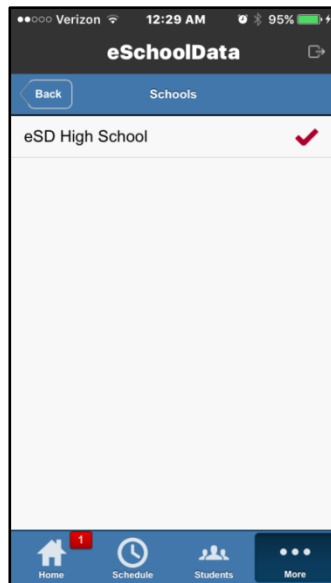 Verizon 12:29 AM 95%
eSchoolData
Back Schools
eSD High School
1
Home Schedule Students More